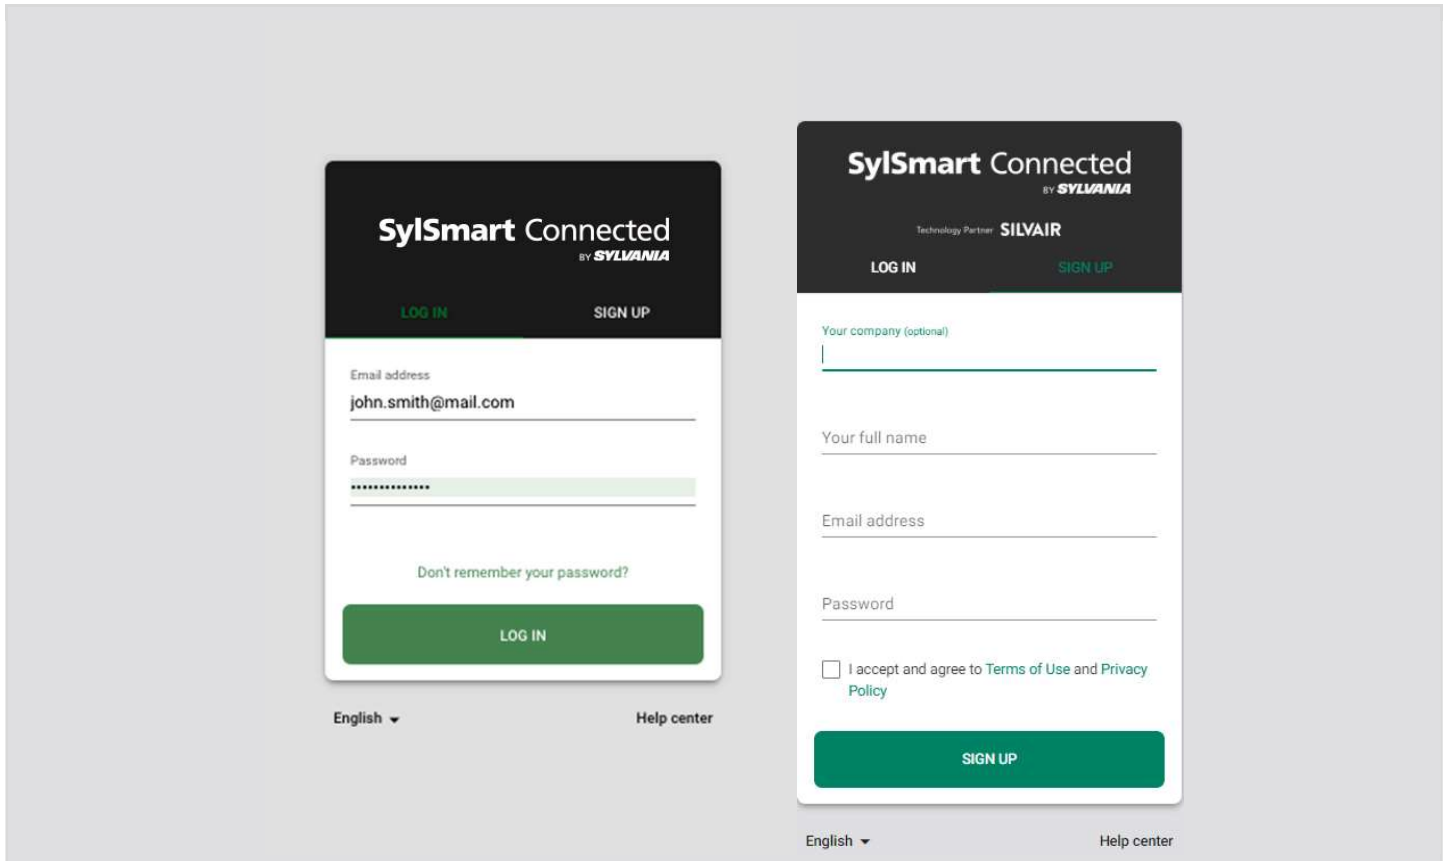 SylSmart Connected
BY SYLVANIA
LOG IN SIGN UP
Email address
john.smith@mail.com
Password
••••••••••••••
Don't remember your password?
LOG IN
English Help center
SylSmart Connected
BY SYLVANIA
Technology Partner SILVAIR
LOG IN SIGN UP
Your company (optional)
Your full name
Email address
Password
I accept and agree to Terms of Use and Privacy
Policy
SIGN UP
English Help center